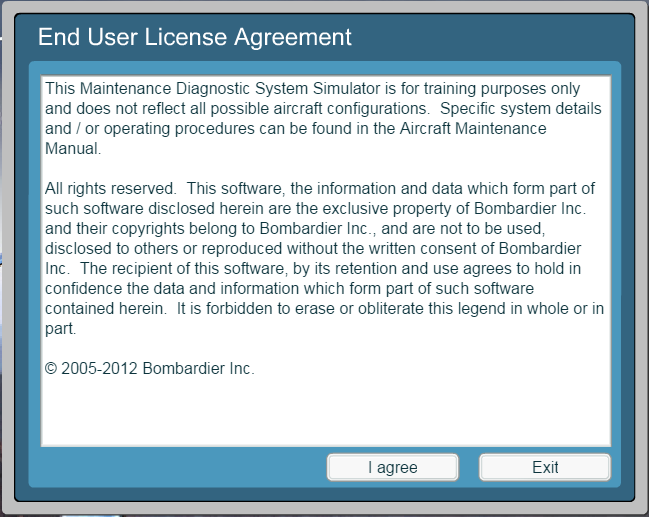 End User License Agreement
This Maintenance Diagnostic System Simulator is for training purposes only
and does not reflect all possible aircraft configurations.  Specific system details
and / or operating procedures can be found in the Aircraft Maintenance
Manual.
All rights reserved.  This software, the information and data which form part of
such software disclosed herein are the exclusive property of Bombardier Inc.
and their copyrights belong to Bombardier Inc., and are not to be used,
disclosed to others or reproduced without the written consent of Bombardier
Inc.  The recipient of this software, by its retention and use agrees to hold in
confidence the data and information which form part of such software
contained herein.  It is forbidden to erase or obliterate this legend in whole or in
part.
© 2005-2012 Bombardier Inc.
I agree
Exit